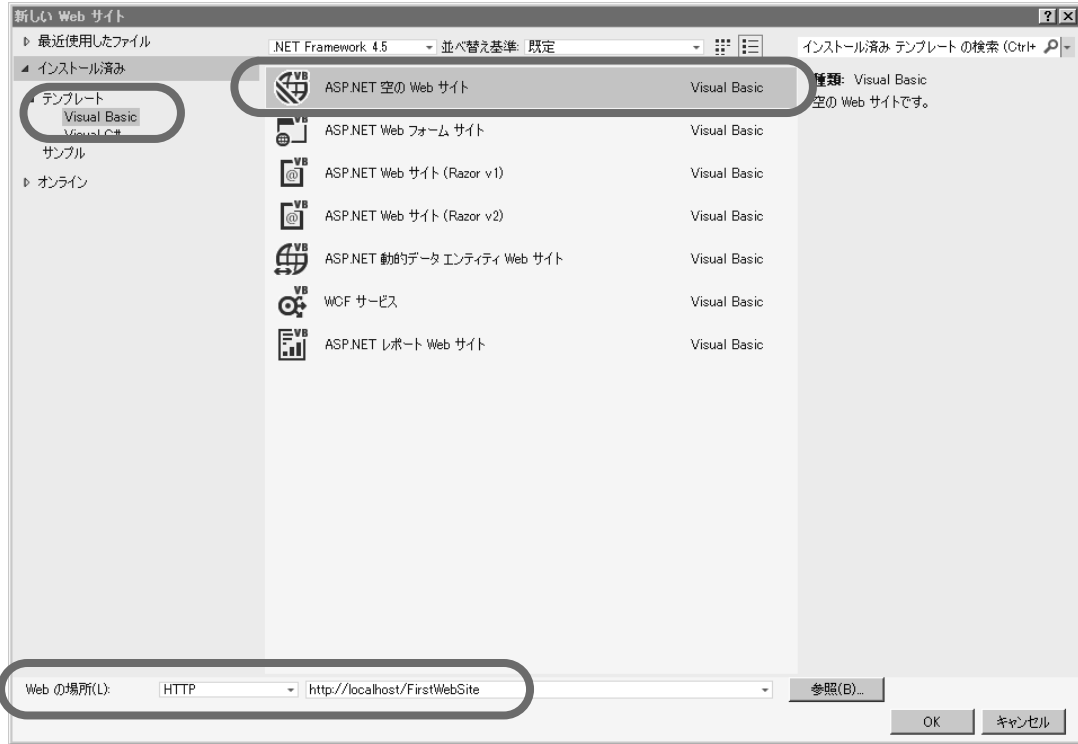 新しい Web サイト
最近使用したファイル
インストール済み
テンプレート
Visual Basic
Visual C#
サンプル
オンライン
.NET Framework 4.5 並べ替え基準: 既定
インストール済み テンプレート の検索 (Ctrl+
ASP.NET 空の Web サイト Visual Basic
ASP.NET Web フォーム サイト Visual Basic
ASP.NET Web サイト (Razor v1) Visual Basic
ASP.NET Web サイト (Razor v2) Visual Basic
ASP.NET 動的データ エンティティ Web サイト Visual Basic
WCF サービス Visual Basic
ASP.NET レポート Web サイト Visual Basic
種類: Visual Basic
空の Web サイトです。
Web の場所(L): HTTP http://localhost/FirstWebSite 参照(B)...
OK キャンセル